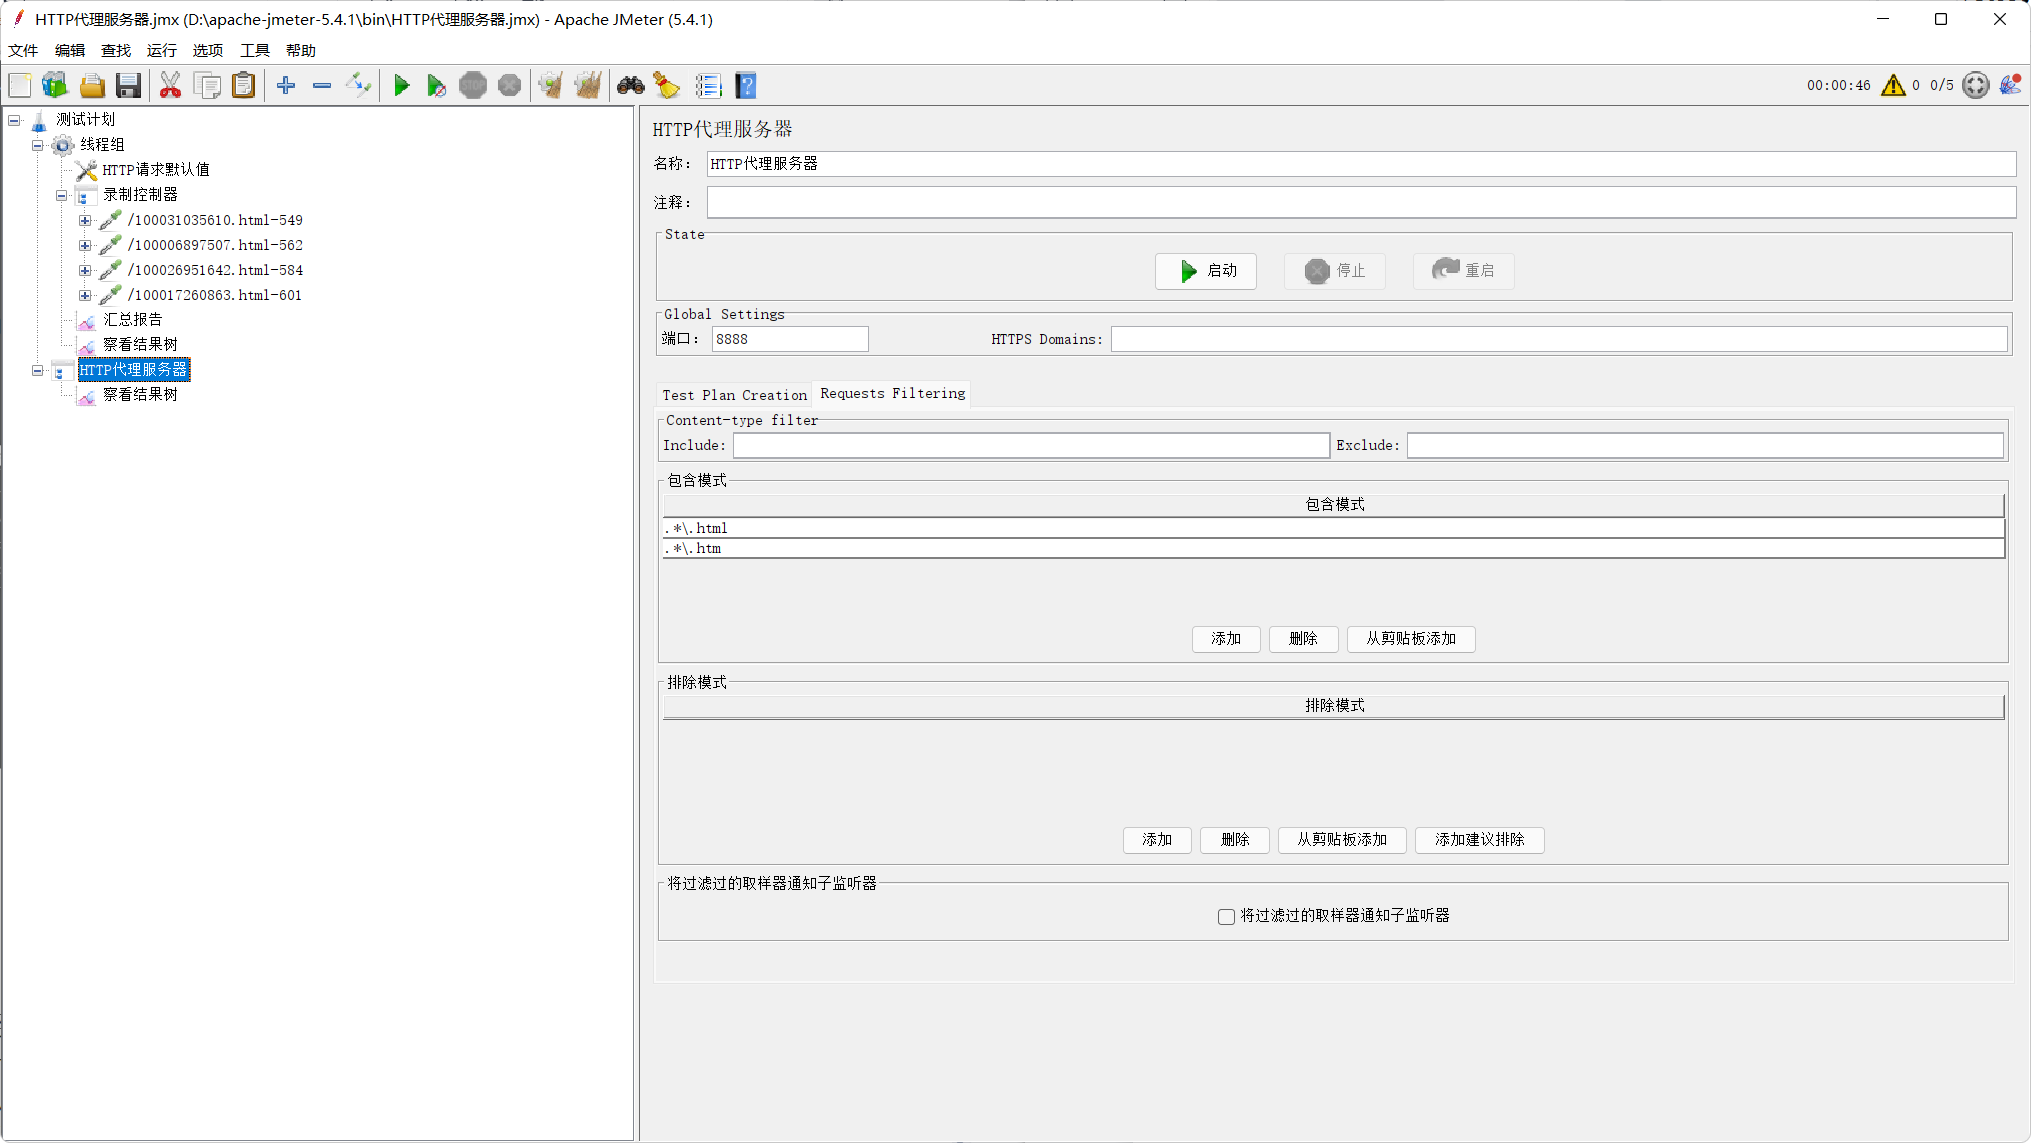 HTTP代理服务器.jmx (D:\apache-jmeter-5.4.1\bin\HTTP代理服务器.jmx) - Apache JMeter (5.4.1)
文件 编辑 查找 运行 选项 工具 帮助
STOP
?
00:00:46 0 0/5
测试计划
线程组
HTTP请求默认值
录制控制器
/100031035610.html-549
/100006897507.html-562
/100026951642.html-584
/100017260863.html-601
汇总报告
察看结果树
HTTP代理服务器
察看结果树
HTTP代理服务器
名称： HTTP代理服务器
注释：
State
启动 停止 重启
Global Settings
端口： 8888 HTTPS Domains:
Test Plan Creation Requests Filtering
Content-type filter
Include: Exclude:
包含模式
包含模式
.*\.html
.*\.htm
添加 删除 从剪贴板添加
排除模式
排除模式
添加 删除 从剪贴板添加 添加建议排除
将过滤过的取样器通知子监听器
将过滤过的取样器通知子监听器